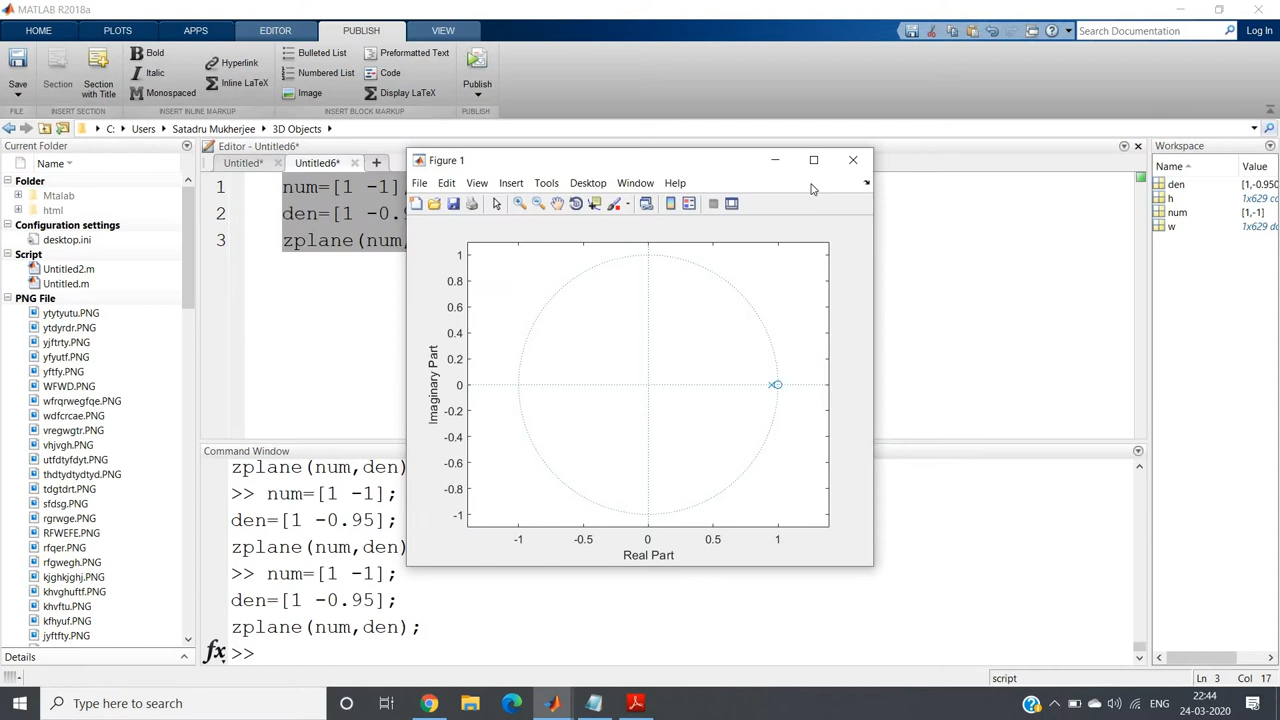 MATLAB R2018a
HOME PLOTS APPS EDITOR PUBLISH VIEW
Search Documentation Log In
Save Section Section with Title
Bold Italic Monospaced
Hyperlink Inline LaTeX
Bulleted List Numbered List Image
Preformatted Text Code Display LaTeX
Publish
FILE INSERT SECTION INSERT INLINE MARKUP INSERT BLOCK MARKUP PUBLISH
C: Users Satadru Mukherjee 3D Objects
Current Folder
Name
Folder
Mtalab
html
Configuration settings
desktop.ini
Script
Untitled2.m
Untitled.m
PNG File
ytytyutu.PNG
ytdyrdr.PNG
yjftrty.PNG
yfyutf.PNG
yftfy.PNG
WFWD.PNG
wfrqrwegfqe.PNG
wdfcrcae.PNG
vregwgtr.PNG
vhjvgh.PNG
utfdtyfdyt.PNG
thdtydtydtyd.PNG
tdgtdrt.PNG
sfdsg.PNG
rgrwge.PNG
RFWEFE.PNG
rfqer.PNG
rfgwegh.PNG
kjghkjghj.PNG
khvghuftf.PNG
khvftu.PNG
kfhyuf.PNG
jyftfty.PNG
Details
Editor - Untitled6*
Untitled* Untitled6*
1 num=[1 -1]
2 den=[1 -0.9
3 zplane(num,
Figure 1
File Edit View Insert Tools Desktop Window Help
1
0.8
0.6
0.4
0.2
0
-0.2
-0.4
-0.6
-0.8
-1
Imaginary Part
-1 -0.5 0 0.5 1
Real Part
Command Window
zplane(num,den)
>> num=[1 -1];
den=[1 -0.95];
zplane(num,den)
>> num=[1 -1];
den=[1 -0.95];
zplane(num,den);
fx >>
Workspace
Name Value
den [1,-0.950
h 1x629 co
num [1,-1]
w 1x629 do
script Ln 3 Col 17
Type here to search
ENG
22:44
24-03-2020